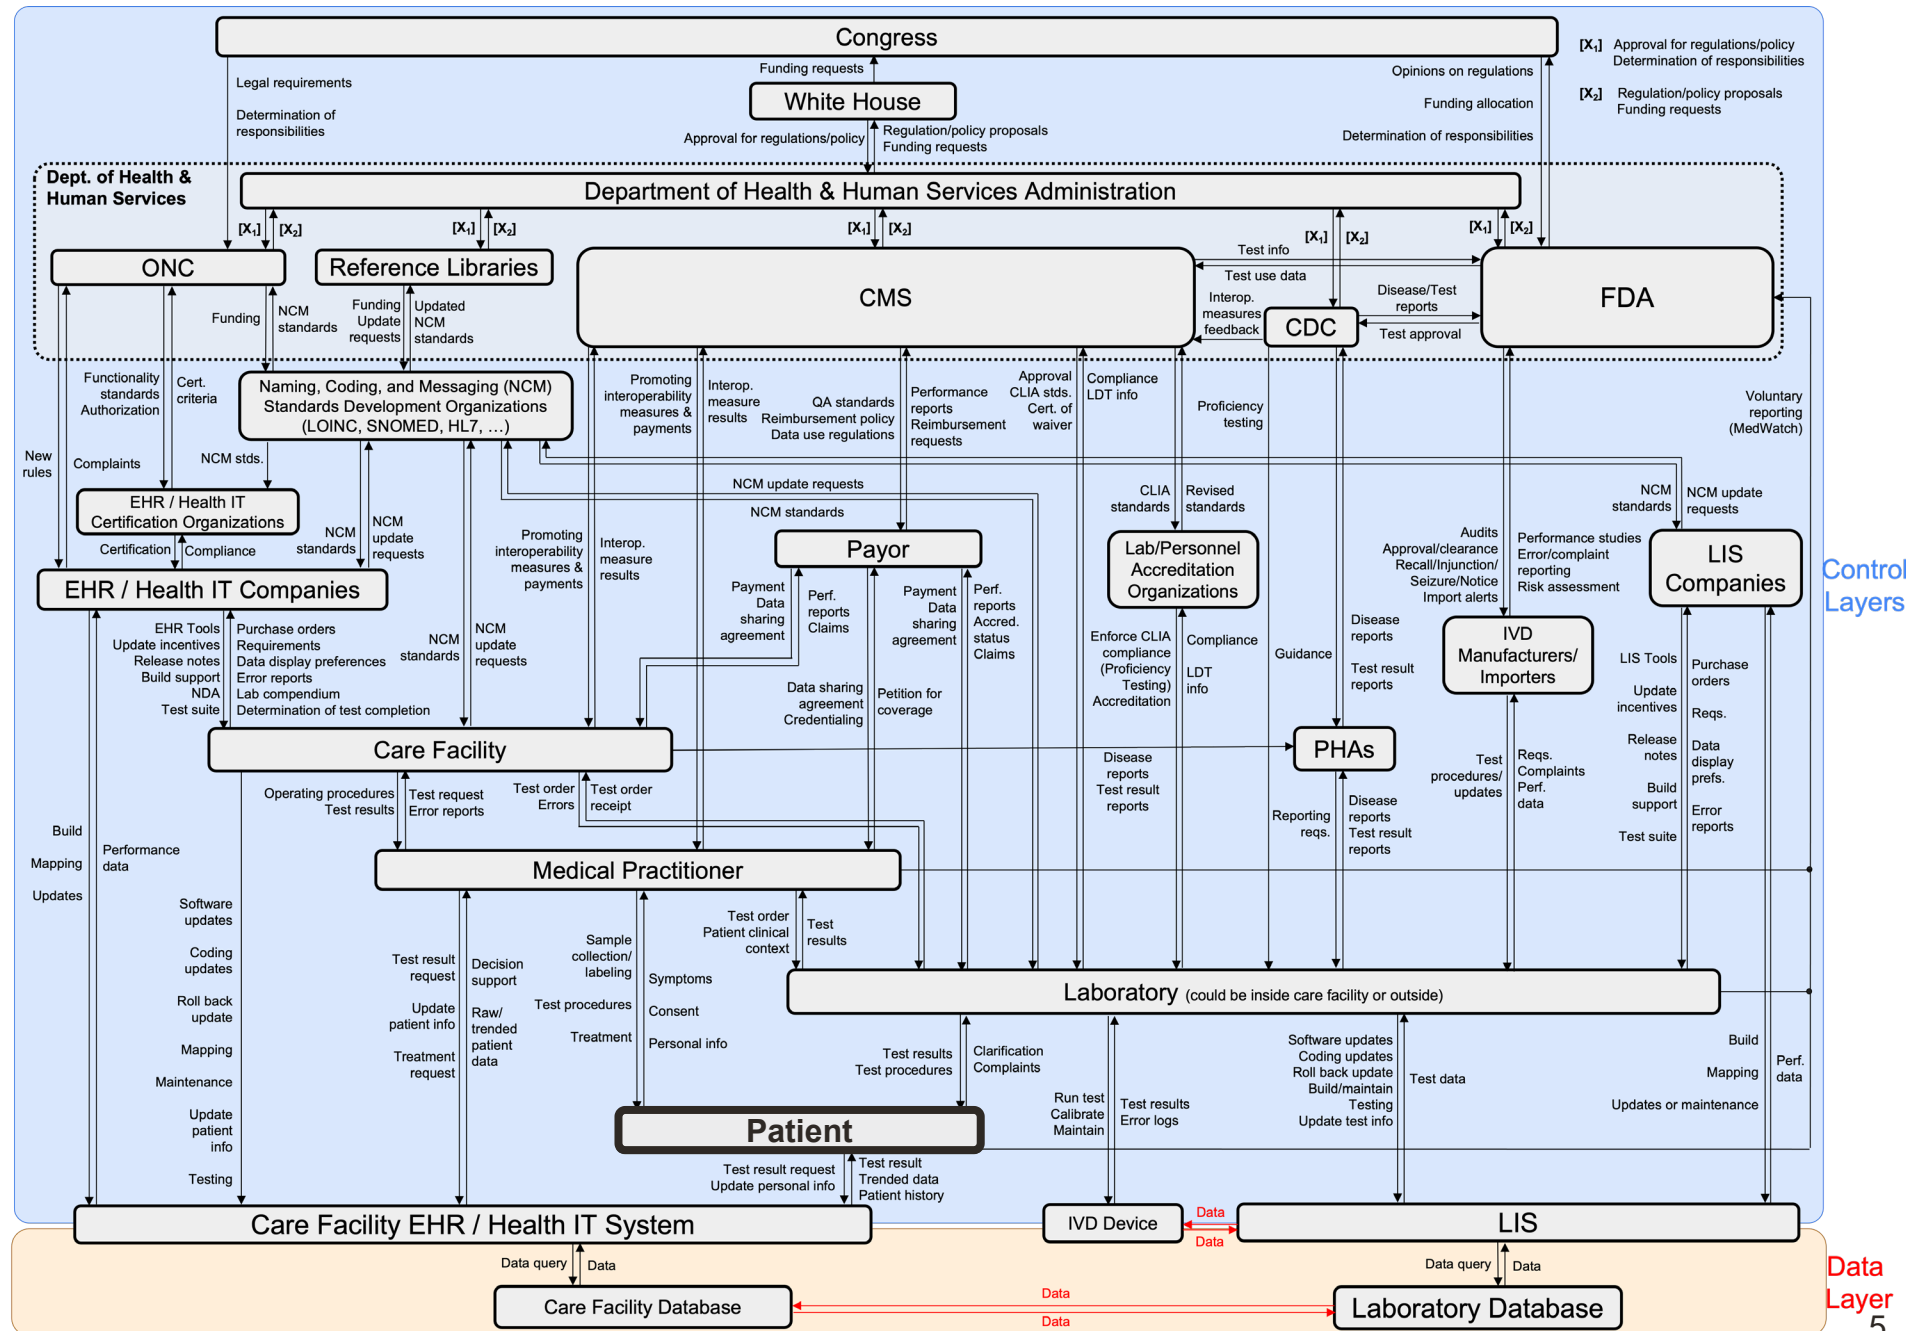 Congress
[X1] Approval for regulations/policy
Determination of responsibilities
[X2] Regulation/policy proposals
Funding requests
Legal requirements
Determination of
responsibilities
Funding requests
White House
Approval for regulations/policy
Regulation/policy proposals
Funding requests
Opinions on regulations
Funding allocation
Determination of responsibilities
Dept. of Health &
Human Services
Department of Health & Human Services Administration
[X1] [X2]
[X1] [X2]
[X1] [X2]
[X1] [X2]
[X1] [X2]
ONC
Reference Libraries
CMS
Test info
Test use data
Interop.
measures
feedback
CDC
Disease/Test
reports
Test approval
FDA
Funding
NCM
standards
Funding
Update
requests
Updated
NCM
standards
Functionality
standards
Authorization
Cert.
criteria
Naming, Coding, and Messaging (NCM)
Standards Development Organizations
(LOINC, SNOMED, HL7, …)
Promoting
interoperability
measures &
payments
Interop.
measure
results
QA standards
Reimbursement policy
Data use regulations
Performance
reports
Reimbursement
requests
Approval
CLIA stds.
Cert. of
waiver
Compliance
LDT info
Proficiency
testing
Voluntary
reporting
(MedWatch)
New
rules
Complaints
NCM stds.
EHR / Health IT
Certification Organizations
Certification
Compliance
NCM
standards
NCM
update
requests
NCM update requests
NCM standards
Promoting
interoperability
measures &
payments
Interop.
measure
results
Payor
CLIA
standards
Revised
standards
Lab/Personnel
Accreditation
Organizations
Audits
Approval/clearance
Recall/Injunction/
Seizure/Notice
Import alerts
Performance studies
Error/complaint
reporting
Risk assessment
NCM
standards
NCM update
requests
LIS
Companies
Control
Layers
EHR / Health IT Companies
EHR Tools
Update incentives
Release notes
Build support
NDA
Test suite
Purchase orders
Requirements
Data display preferences
Error reports
Lab compendium
Determination of test completion
NCM
standards
NCM
update
requests
Payment
Data
sharing
agreement
Perf.
reports
Claims
Payment
Data
sharing
agreement
Perf.
reports
Accred.
status
Claims
Data sharing
agreement
Credentialing
Petition for
coverage
Enforce CLIA
compliance
(Proficiency
Testing)
Accreditation
Compliance
LDT
info
Guidance
Disease
reports
Test result
reports
IVD
Manufacturers/
Importers
LIS Tools
Update
incentives
Release
notes
Build
support
Test suite
Purchase
orders
Reqs.
Data
display
prefs.
Error
reports
Care Facility
PHAs
Operating procedures
Test results
Test request
Error reports
Test order
Errors
Test order
receipt
Disease
reports
Test result
reports
Reporting
reqs.
Disease
reports
Test result
reports
Test
procedures/
updates
Reqs.
Complaints
Perf.
data
Build
Mapping
Updates
Performance
data
Medical Practitioner
Software
updates
Coding
updates
Roll back
update
Mapping
Maintenance
Update
patient
info
Testing
Test result
request
Update
patient info
Treatment
request
Decision
support
Raw/
trended
patient
data
Sample
collection/
labeling
Test procedures
Treatment
Symptoms
Consent
Personal info
Test order
Patient clinical
context
Test
results
Laboratory (could be inside care facility or outside)
Test results
Test procedures
Clarification
Complaints
Run test
Calibrate
Maintain
Test results
Error logs
Software updates
Coding updates
Roll back update
Build/maintain
Testing
Update test info
Test data
Build
Mapping
Updates or maintenance
Perf.
data
Patient
Test result request
Update personal info
Test result
Trended data
Patient history
Care Facility EHR / Health IT System
IVD Device
Data
Data
LIS
Data query
Data
Data query
Data
Care Facility Database
Data
Data
Laboratory Database
Data
Layer
5